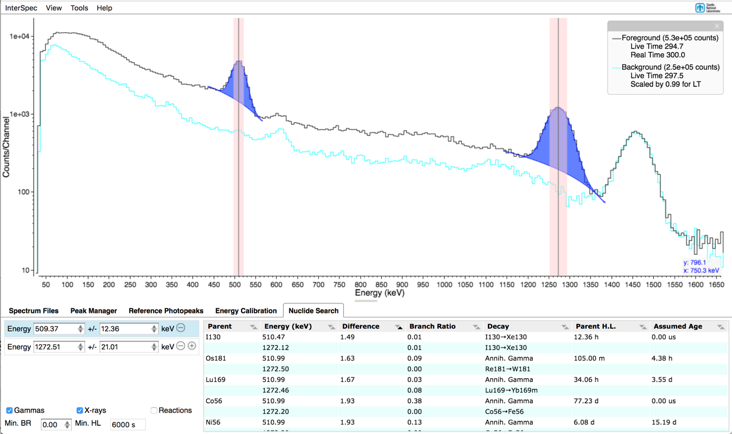 InterSpec View Tools Help
1e+04
1e+03
100
10
Counts/Channel
Foreground (5.3e+05 counts)
Live Time 294.7
Real Time 300.0
Background (2.5e+05 counts)
Live Time 297.5
Scaled by 0.99 for LT
y: 796.1
x: 750.3 keV
50 100 150 200 250 300 350 400 450 500 550 600 650 700 750 800 850 900 950 1000 1050 1100 1150 1200 1250 1300 1350 1400 1450 1500 1550 1600 1650
Energy (keV)
Spectrum Files Peak Manager Reference Photopeaks Energy Calibration Nuclide Search
Energy 509.37 +/- 12.36 keV
Energy 1272.51 +/- 21.01 keV
Gammas X-rays Reactions
Min. BR 0.00 Min. HL 6000 s
Parent Energy (keV) Difference Branch Ratio Decay Parent H.L. Assumed Age
I130 510.47 1.49 0.01 I130→Xe130 12.36 h 0.00 us
1272.12 0.01 I130→Xe130
Os181 510.99 1.63 0.09 Annih. Gamma 105.00 m 4.38 h
1272.50 0.00 Re181→W181
Lu169 510.99 1.67 0.03 Annih. Gamma 34.06 h 3.55 d
1272.46 0.08 Lu169→Yb169m
Co56 510.99 1.93 0.38 Annih. Gamma 77.23 d 0.00 us
1272.20 0.00 Co56→Fe56
Ni56 510.99 1.93 0.13 Annih. Gamma 6.08 d 15.19 d